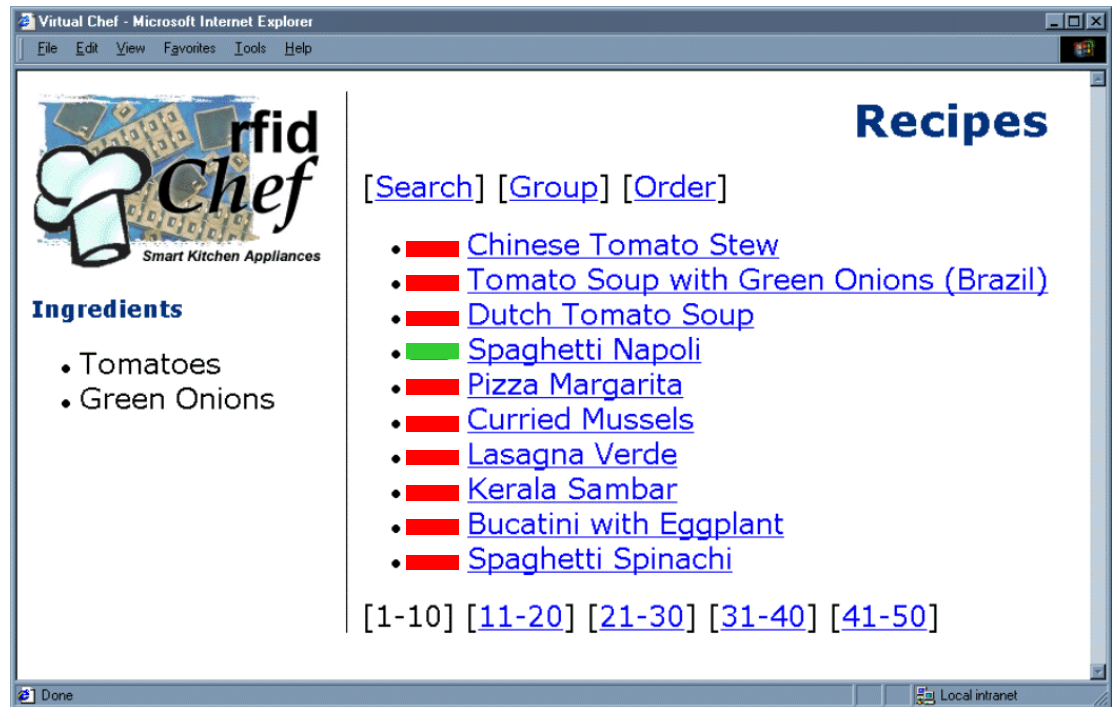 Virtual Chef - Microsoft Internet Explorer
File Edit View Favorites Tools Help
rfid
Chef
Smart Kitchen Appliances
Ingredients
• Tomatoes
• Green Onions
Recipes
[Search] [Group] [Order]
• Chinese Tomato Stew
• Tomato Soup with Green Onions (Brazil)
• Dutch Tomato Soup
• Spaghetti Napoli
• Pizza Margarita
• Curried Mussels
• Lasagna Verde
• Kerala Sambar
• Bucatini with Eggplant
• Spaghetti Spinachi
[1-10] [11-20] [21-30] [31-40] [41-50]
Done
Local intranet